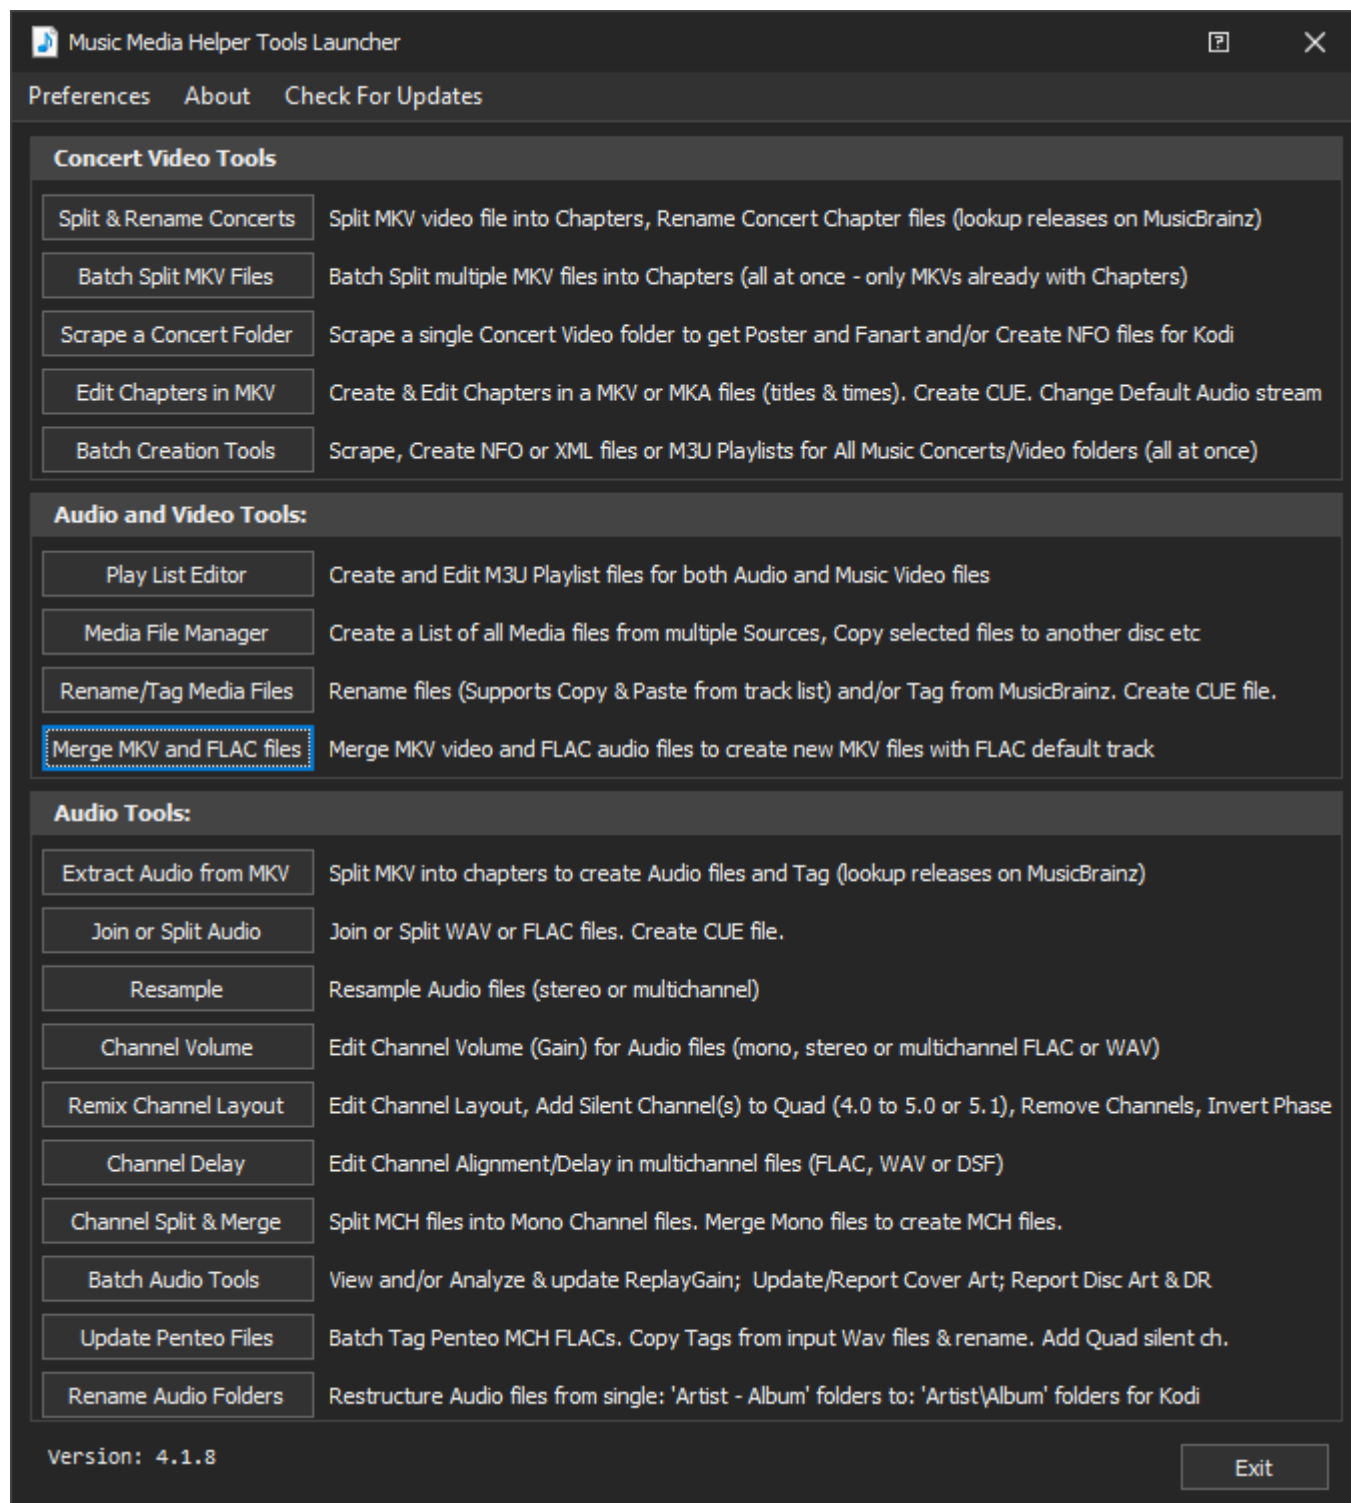 Music Media Helper Tools Launcher
Preferences About Check For Updates
Concert Video Tools
Split & Rename Concerts Split MKV video file into Chapters, Rename Concert Chapter files (lookup releases on MusicBrainz)
Batch Split MKV Files Batch Split multiple MKV files into Chapters (all at once - only MKVs already with Chapters)
Scrape a Concert Folder Scrape a single Concert Video folder to get Poster and Fanart and/or Create NFO files for Kodi
Edit Chapters in MKV Create & Edit Chapters in a MKV or MKA files (titles & times). Create CUE. Change Default Audio stream
Batch Creation Tools Scrape, Create NFO or XML files or M3U Playlists for All Music Concerts/Video folders (all at once)
Audio and Video Tools:
Play List Editor Create and Edit M3U Playlist files for both Audio and Music Video files
Media File Manager Create a List of all Media files from multiple Sources, Copy selected files to another disc etc
Rename/Tag Media Files Rename files (Supports Copy & Paste from track list) and/or Tag from MusicBrainz. Create CUE file.
Merge MKV and FLAC files Merge MKV video and FLAC audio files to create new MKV files with FLAC default track
Audio Tools:
Extract Audio from MKV Split MKV into chapters to create Audio files and Tag (lookup releases on MusicBrainz)
Join or Split Audio Join or Split WAV or FLAC files. Create CUE file.
Resample Resample Audio files (stereo or multichannel)
Channel Volume Edit Channel Volume (Gain) for Audio files (mono, stereo or multichannel FLAC or WAV)
Remix Channel Layout Edit Channel Layout, Add Silent Channel(s) to Quad (4.0 to 5.0 or 5.1), Remove Channels, Invert Phase
Channel Delay Edit Channel Alignment/Delay in multichannel files (FLAC, WAV or DSF)
Channel Split & Merge Split MCH files into Mono Channel files. Merge Mono files to create MCH files.
Batch Audio Tools View and/or Analyze & update ReplayGain; Update/Report Cover Art; Report Disc Art & DR
Update Penteo Files Batch Tag Penteo MCH FLACs. Copy Tags from input Wav files & rename. Add Quad silent ch.
Rename Audio Folders Restructure Audio files from single: 'Artist - Album' folders to: 'Artist\Album' folders for Kodi
Version: 4.1.8
Exit